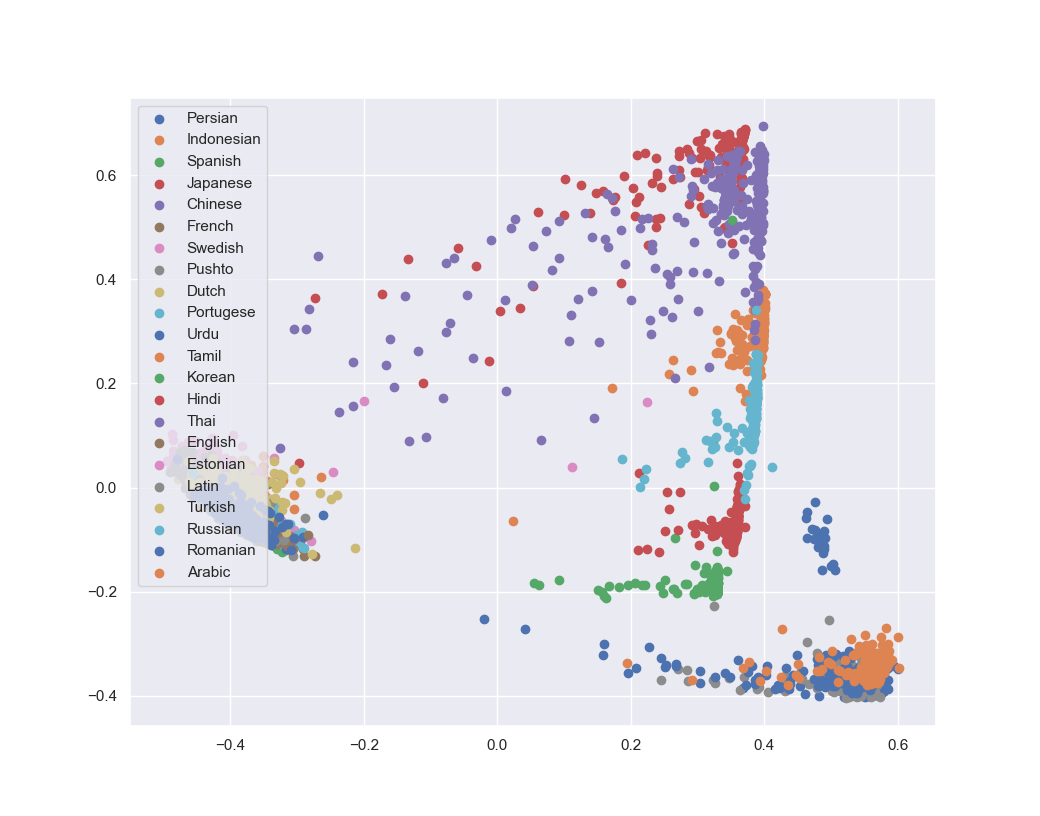 Persian
Indonesian
Spanish
Japanese
Chinese
French
Swedish
Pushto
Dutch
Portugese
Urdu
Tamil
Korean
Hindi
Thai
English
Estonian
Latin
Turkish
Russian
Romanian
Arabic
0.6
0.4
0.2
0.0
−0.2
−0.4
−0.4 −0.2 0.0 0.2 0.4 0.6